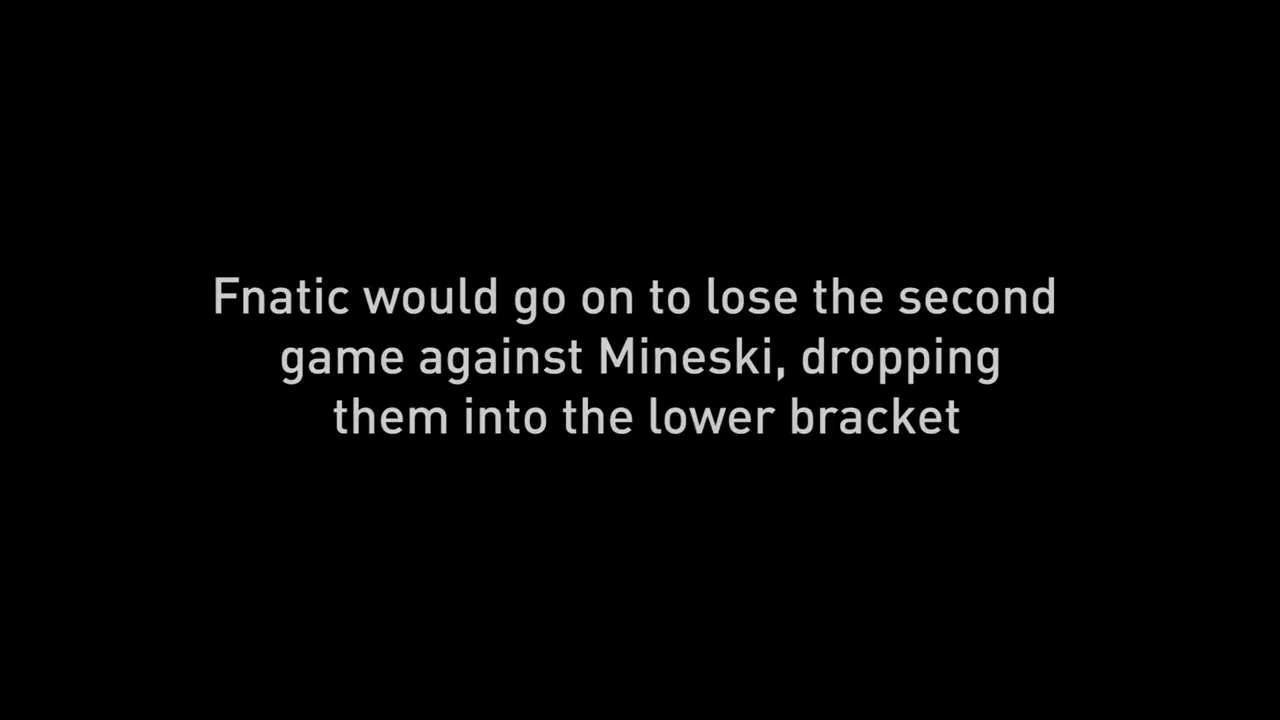 Fnatic would go on to lose the second
game against Mineski, dropping
them into the lower bracket